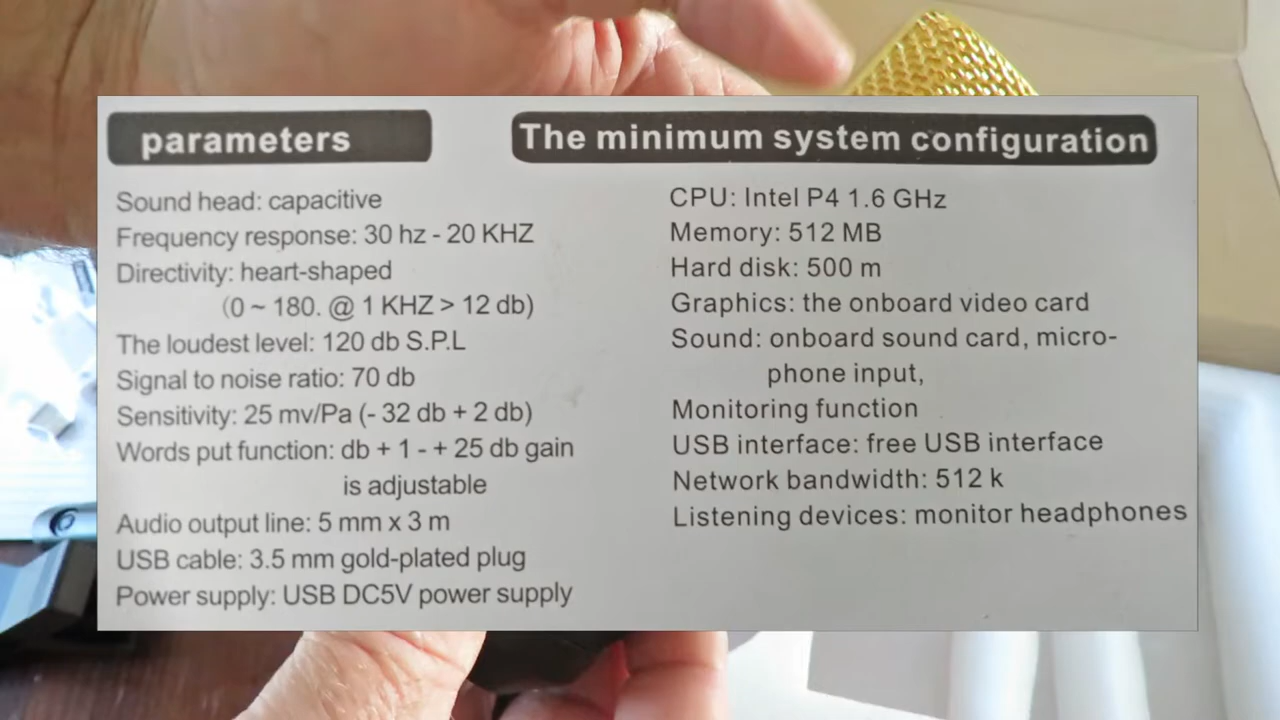 parameters
Sound head: capacitive
Frequency response: 30 hz - 20 KHZ
Directivity: heart-shaped
(0 ~ 180. @ 1 KHZ > 12 db)
The loudest level: 120 db S.P.L
Signal to noise ratio: 70 db
Sensitivity: 25 mv/Pa (- 32 db + 2 db)
Words put function: db + 1 - + 25 db gain
is adjustable
Audio output line: 5 mm x 3 m
USB cable: 3.5 mm gold-plated plug
Power supply: USB DC5V power supply
The minimum system configuration
CPU: Intel P4 1.6 GHz
Memory: 512 MB
Hard disk: 500 m
Graphics: the onboard video card
Sound: onboard sound card, micro-
phone input,
Monitoring function
USB interface: free USB interface
Network bandwidth: 512 k
Listening devices: monitor headphones